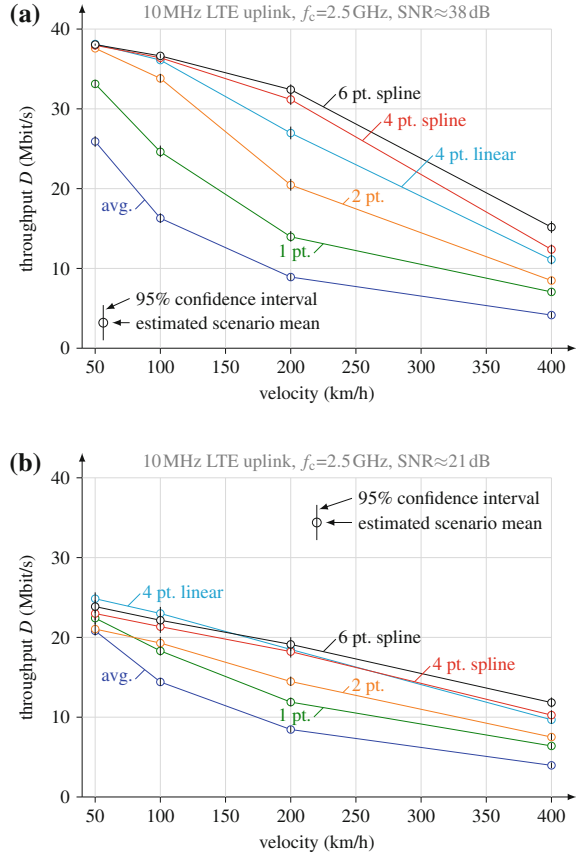 (a)
10 MHz LTE uplink, fc=2.5 GHz, SNR≈38 dB
40
30
20
10
0
throughput D (Mbit/s)
6 pt. spline
4 pt. spline
4 pt. linear
2 pt.
1 pt.
avg.
95% confidence interval
estimated scenario mean
50 100 150 200 250 300 350 400
velocity (km/h)
(b)
10 MHz LTE uplink, fc=2.5 GHz, SNR≈21 dB
40
30
20
10
0
throughput D (Mbit/s)
95% confidence interval
estimated scenario mean
4 pt. linear
6 pt. spline
4 pt. spline
2 pt.
1 pt.
avg.
50 100 150 200 250 300 350 400
velocity (km/h)